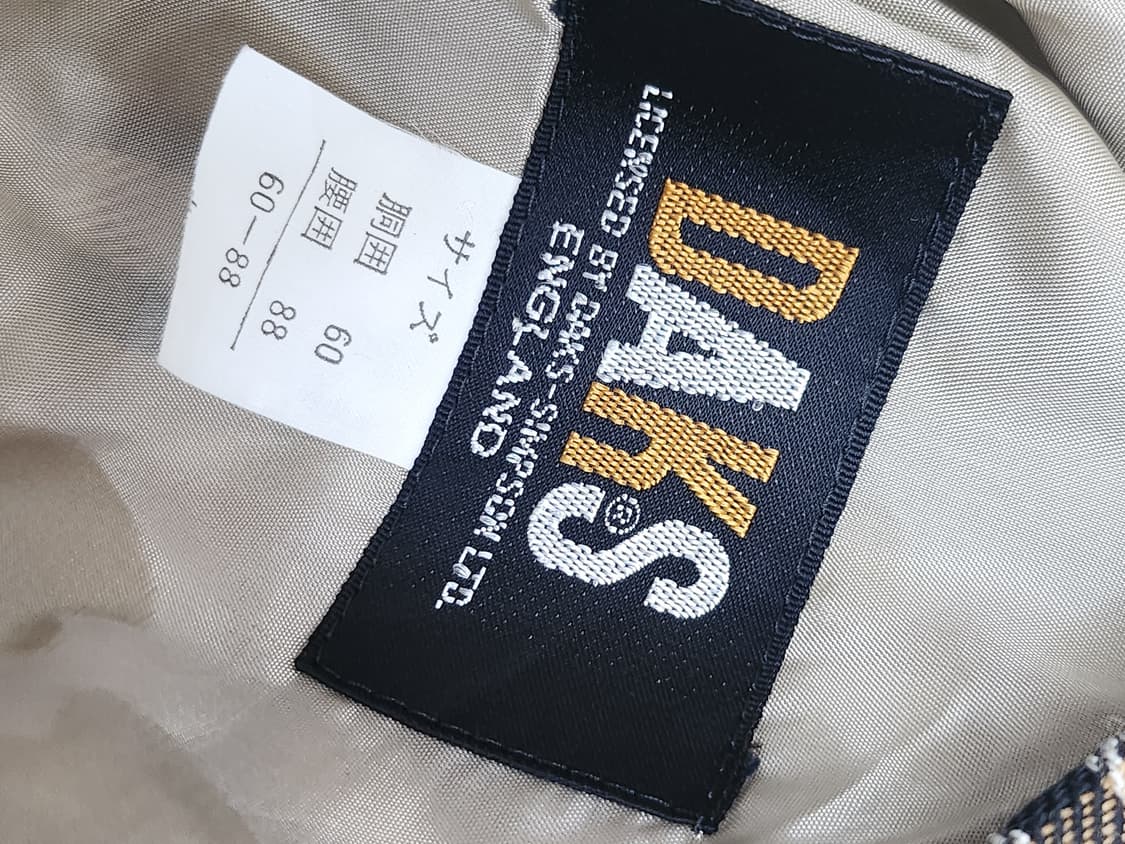 DAKS®
LICENSED BY DAKS-SIMPSON LTD.
ENGLAND
サイズ
胴囲 60
腰囲 88
60-88